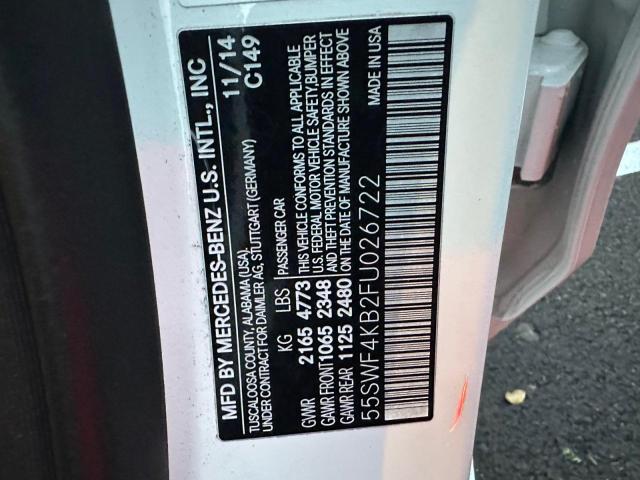 MFD BY MERCEDES-BENZ U.S. INTL., INC 11/14
TUSCALOOSA COUNTY, ALABAMA (USA), C149
UNDER CONTRACT FOR DAIMLER AG, STUTTGART (GERMANY)
KG LBS PASSENGER CAR
GVWR 2165 4773 THIS VEHICLE CONFORMS TO ALL APPLICABLE
GAWR FRONT 1065 2348 U.S. FEDERAL MOTOR VEHICLE SAFETY, BUMPER
GAWR REAR 1125 2480 AND THEFT PREVENTION STANDARDS IN EFFECT
ON THE DATE OF MANUFACTURE SHOWN ABOVE
55SWF4KB2FU026722 MADE IN USA